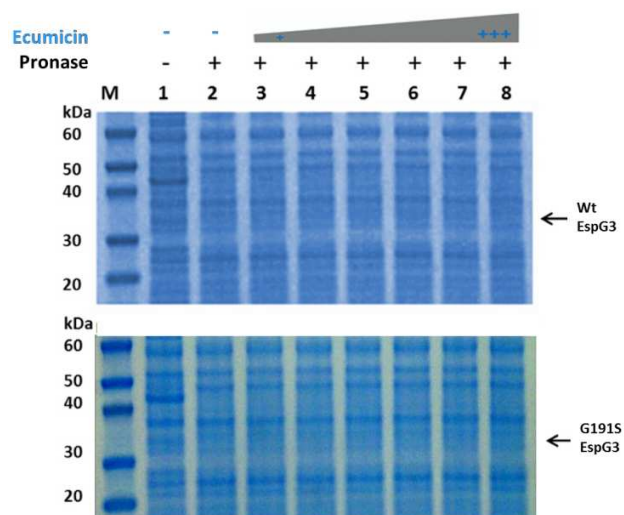 Ecumicin - - + +++
Pronase - + + + + + + +
M 1 2 3 4 5 6 7 8
kDa
60
50
40
30
20
Wt
EspG3
kDa
60
50
40
30
20
G191S
EspG3